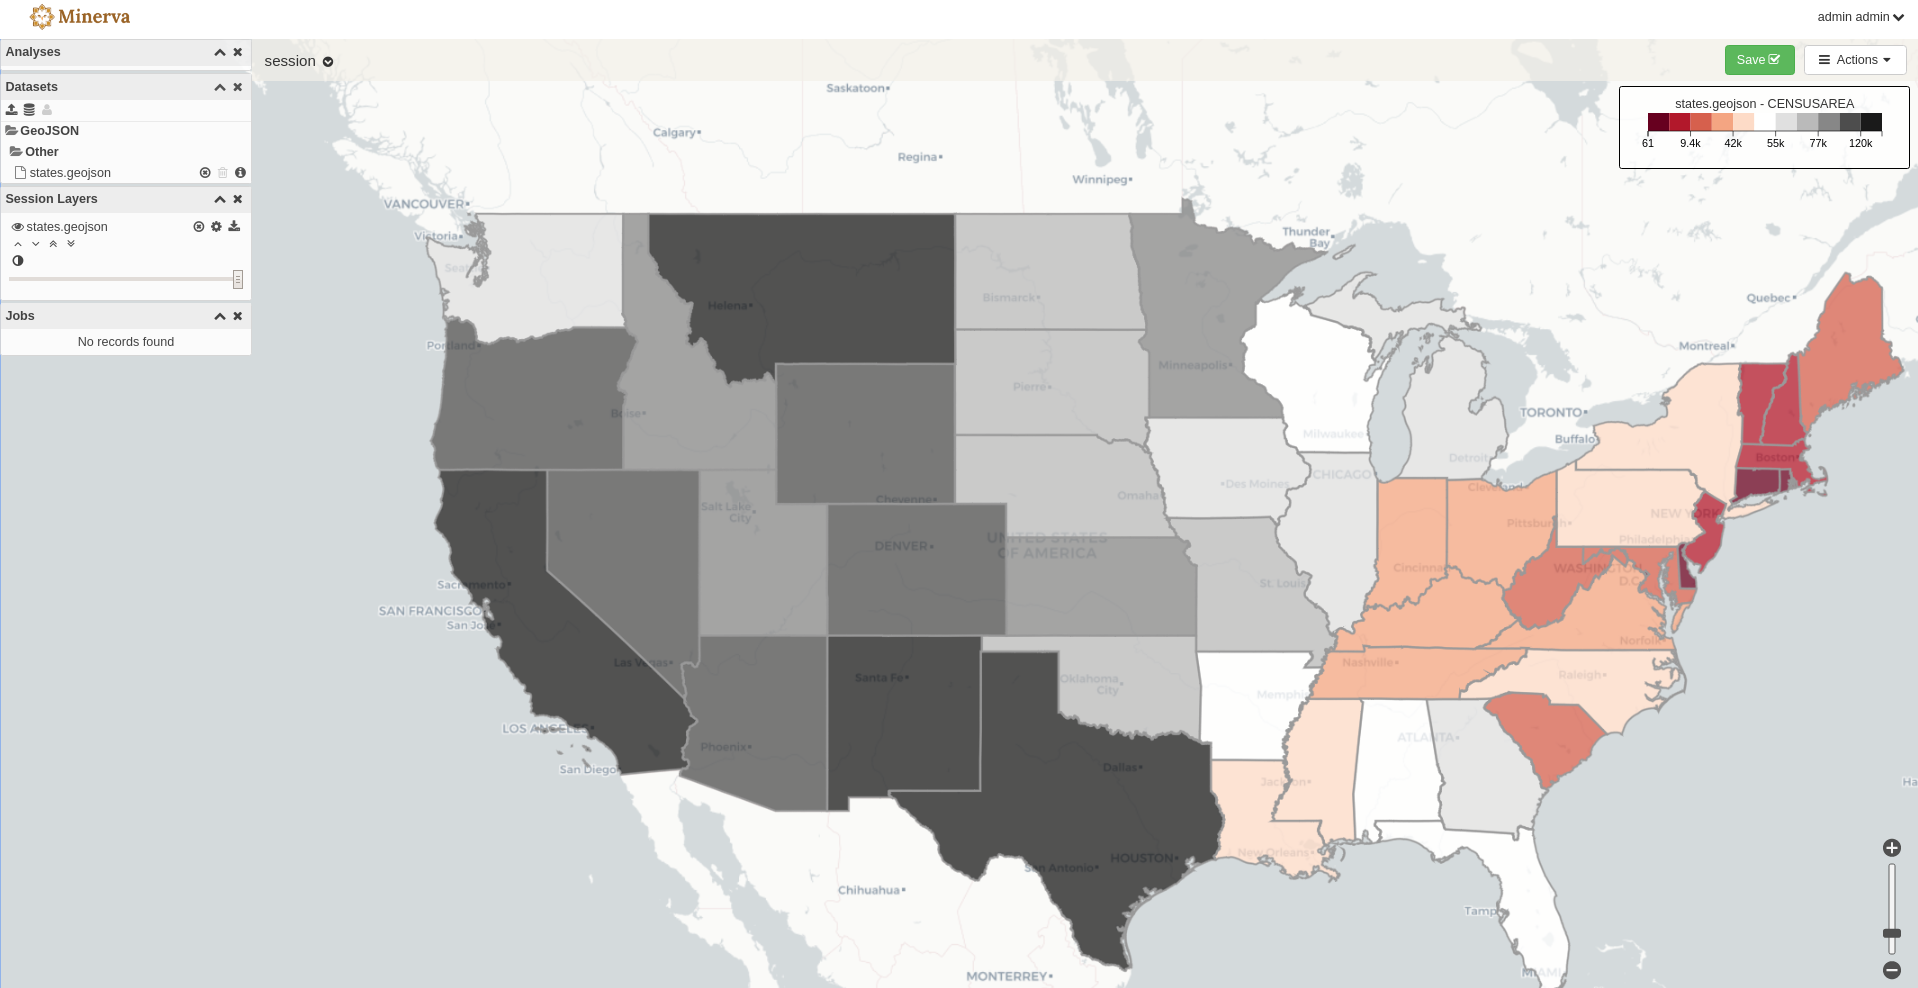 Minerva
admin admin
Analyses
session
Save
Actions
Datasets
GeoJSON
Other
states.geojson
Session Layers
states.geojson
Jobs
No records found
states.geojson - CENSUSAREA
61
9.4k
42k
55k
77k
120k
Saskatoon
Calgary
Regina
Winnipeg
VANCOUVER
Victoria
Thunder
Bay
Bismarck
Helena
Quebec
Portland
Montreal
Minneapolis
Pierre
Boise
TORONTO
Buffalo
Milwaukee
Detroit
Boston
CHICAGO
Des Moines
Cleveland
Cheyenne
Omaha
Salt Lake
City
NEW YORK
Pittsburgh
UNITED STATES
OF AMERICA
DENVER
Philadelphia
WASHINGTON
D.C.
Cincinnati
Sacramento
St. Louis
SAN FRANCISCO
San Jose
Norfolk
Las Vegas
Nashville
Santa Fe
Oklahoma
City
Raleigh
Memphis
LOS ANGELES
ATLANTA
Phoenix
San Diego
Dallas
Jackson
Ha
New Orleans
HOUSTON
San Antonio
Chihuahua
Tamp
MONTERREY
MIAMI